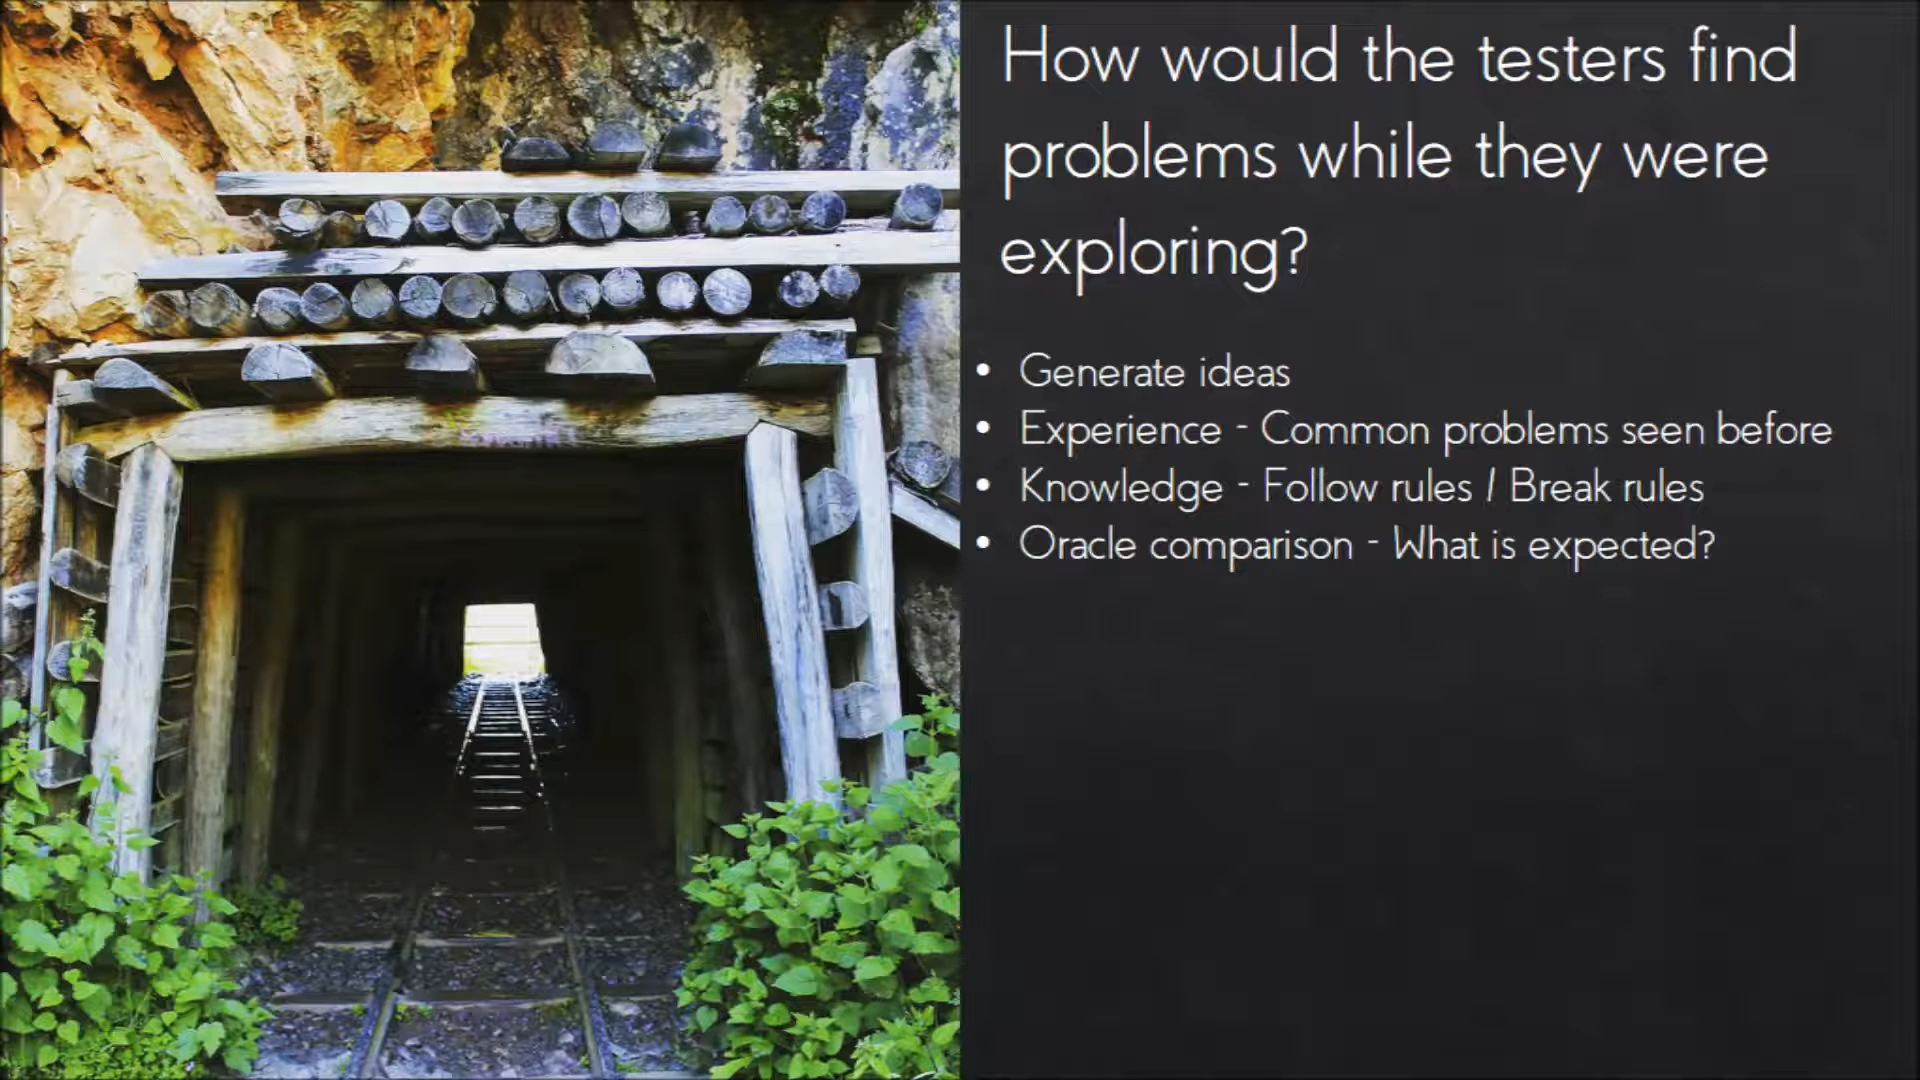 How would the testers find
problems while they were
exploring?
• Generate ideas
• Experience - Common problems seen before
• Knowledge - Follow rules / Break rules
• Oracle comparison - What is expected?